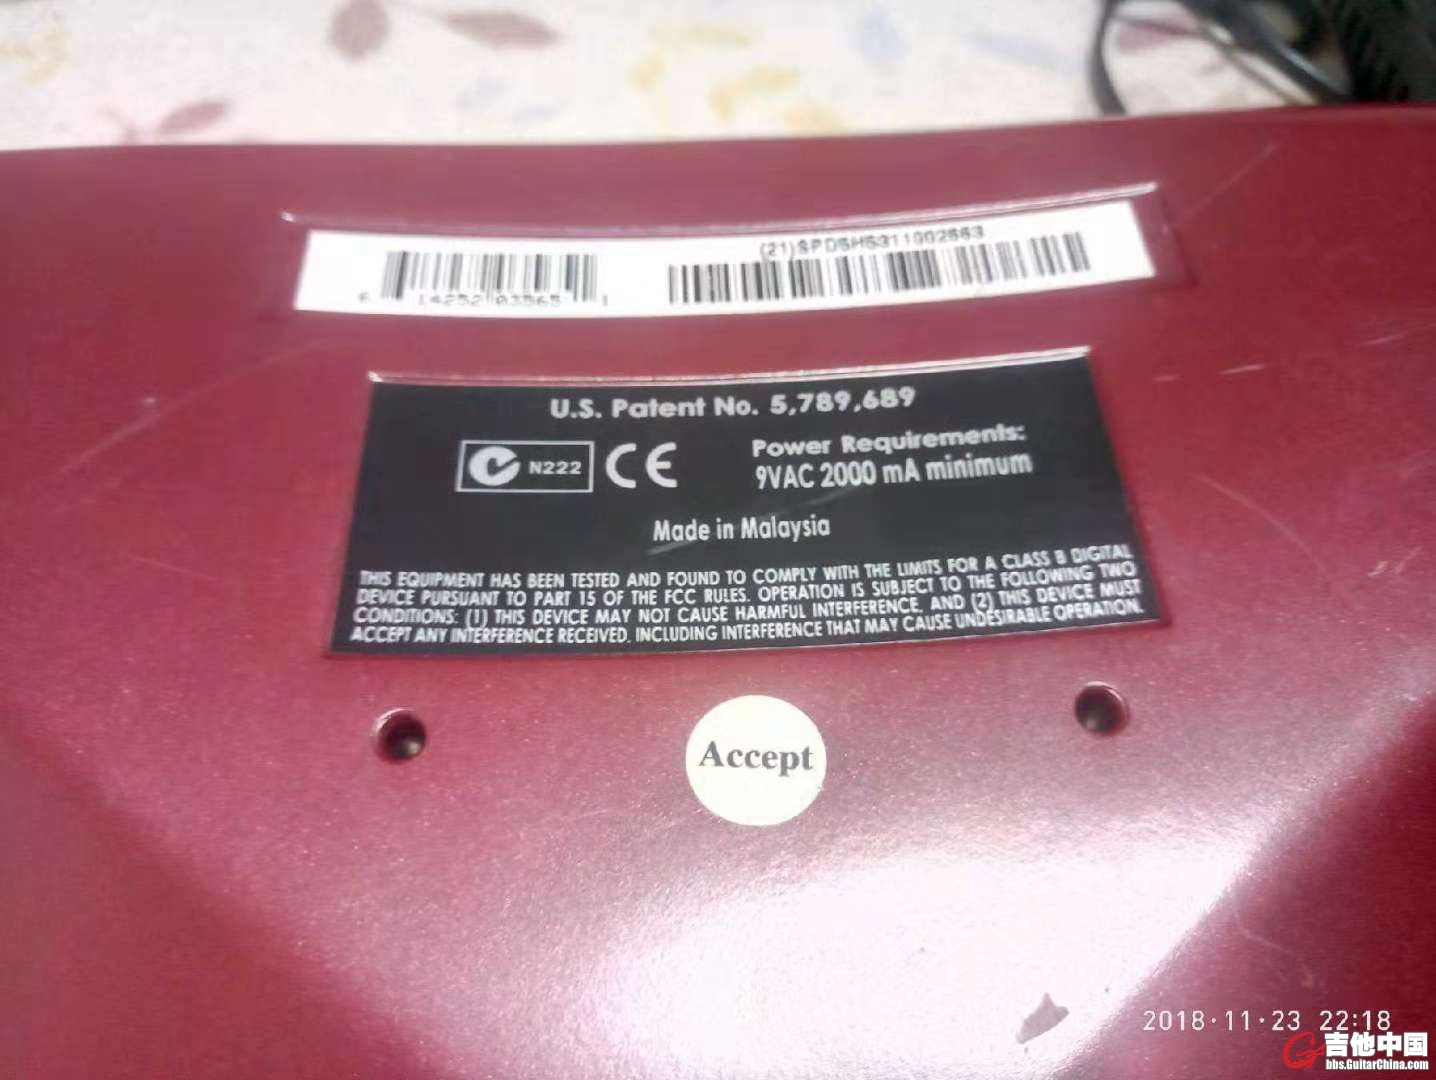 (21)SPDSH5311002563
6 14252 03565 1
U.S. Patent No. 5,789,689
N222 CE
Power Requirements:
9VAC 2000 mA minimum
Made in Malaysia
THIS EQUIPMENT HAS BEEN TESTED AND FOUND TO COMPLY WITH THE LIMITS FOR A CLASS B DIGITAL
DEVICE PURSUANT TO PART 15 OF THE FCC RULES. OPERATION IS SUBJECT TO THE FOLLOWING TWO
CONDITIONS: (1) THIS DEVICE MAY NOT CAUSE HARMFUL INTERFERENCE, AND (2) THIS DEVICE MUST
ACCEPT ANY INTERFERENCE RECEIVED, INCLUDING INTERFERENCE THAT MAY CAUSE UNDESIRABLE OPERATION.
Accept
2018·11·23 22:18
吉他中国
bbs.GuitarChina.com